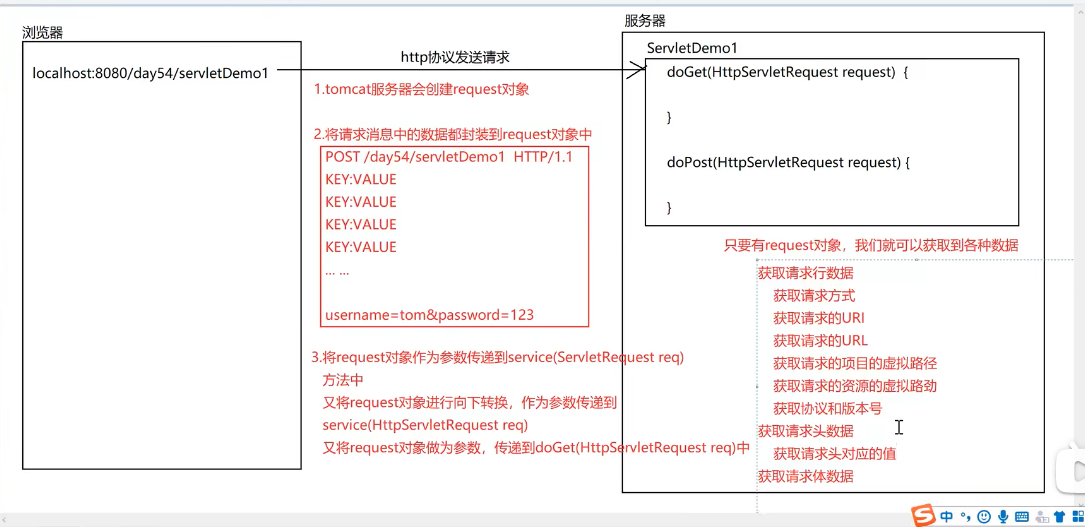 浏览器
localhost:8080/day54/servletDemo1
http协议发送请求
1.tomcat服务器会创建request对象
2.将请求消息中的数据都封装到request对象中
POST /day54/servletDemo1 HTTP/1.1
KEY:VALUE
KEY:VALUE
KEY:VALUE
KEY:VALUE
... ...
username=tom&password=123
3.将request对象作为参数传递到service(ServletRequest req)
方法中
又将request对象进行向下转换，作为参数传递到
service(HttpServletRequest req)
又将request对象做为参数，传递到doGet(HttpServletRequest req)中
服务器
ServletDemo1
doGet(HttpServletRequest request) {
}
doPost(HttpServletRequest request) {
}
只要有request对象，我们就可以获取到各种数据
获取请求行数据
获取请求方式
获取请求的URI
获取请求的URL
获取请求的项目的虚拟路径
获取请求的资源的虚拟路劲
获取协议和版本号
获取请求头数据
获取请求头对应的值
获取请求体数据
S 中